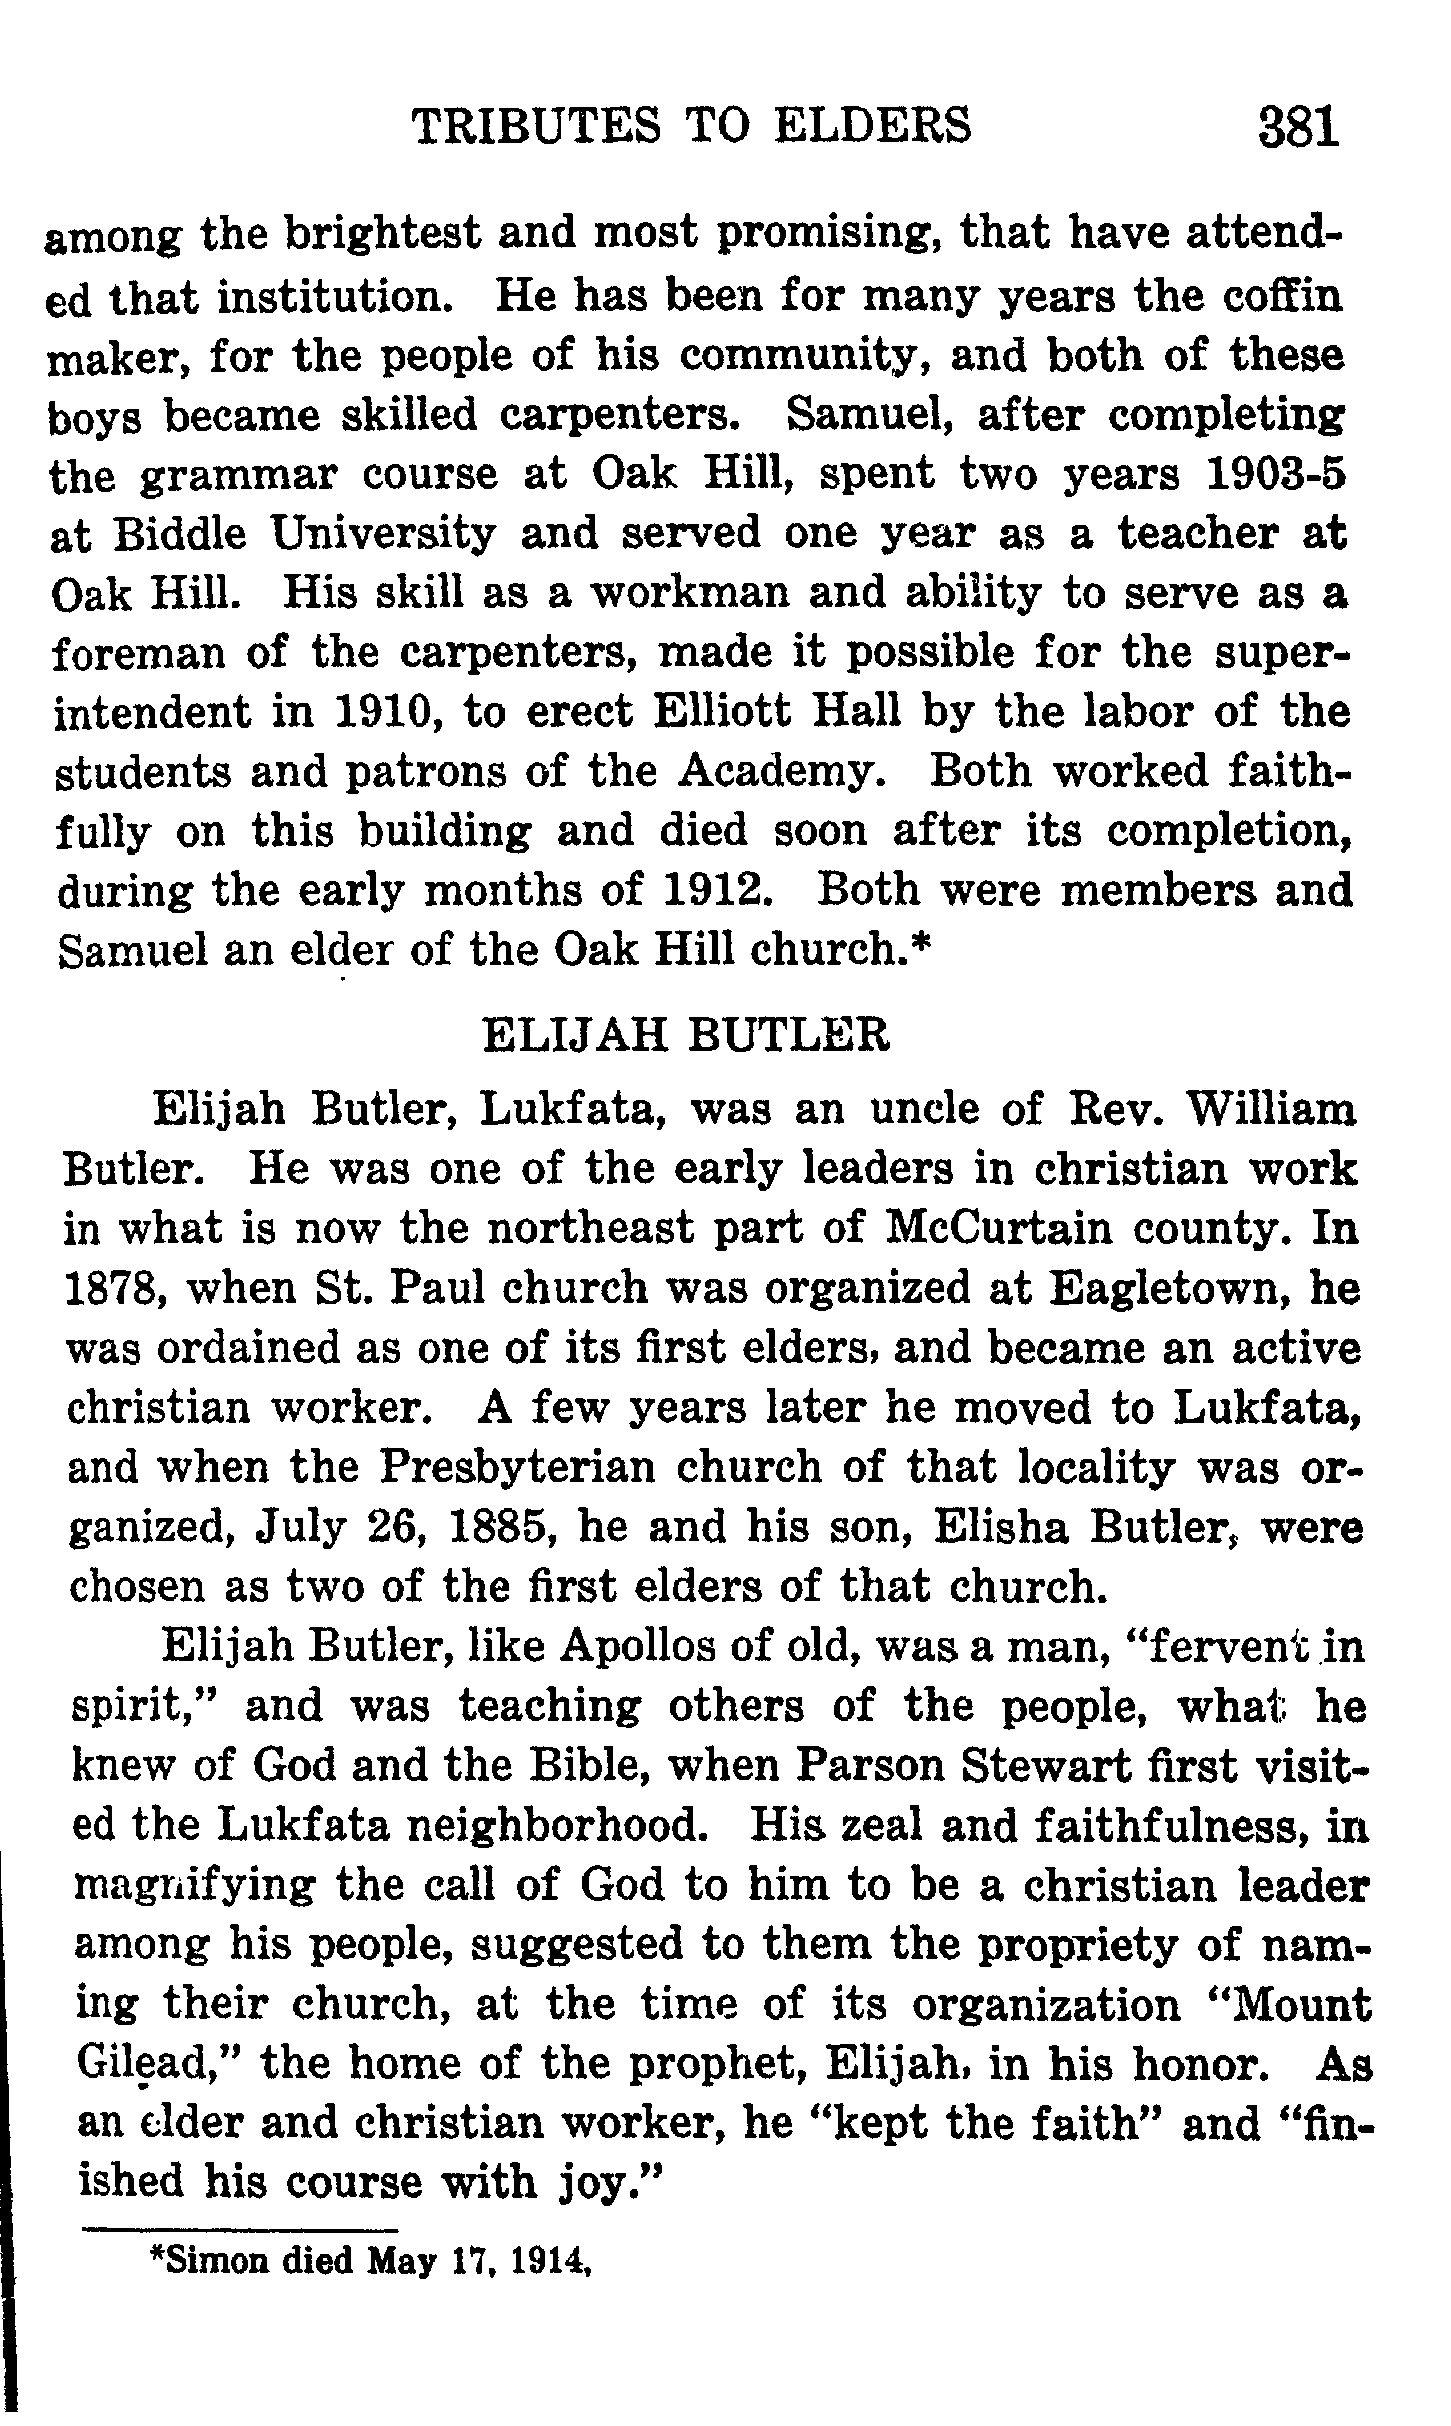 TRIBUTES TO ELDERS 381
among the brightest and most promising, that have attend-
ed that institution. He has been for many years the coffin
maker, for the people of his community, and both of these
boys became skilled carpenters. Samuel, after completing
the grammar course at Oak Hill, spent two years 1903-5
at Biddle University and served one year as a teacher at
Oak Hill. His skill as a workman and ability to serve as a
foreman of the carpenters, made it possible for the super-
intendent in 1910, to erect Elliott Hall by the labor of the
students and patrons of the Academy. Both worked faith-
fully on this building and died soon after its completion,
during the early months of 1912. Both were members and
Samuel an elder of the Oak Hill church.*
ELIJAH BUTLER
Elijah Butler, Lukfata, was an uncle of Rev. William
Butler. He was one of the early leaders in christian work
in what is now the northeast part of McCurtain county. In
1878, when St. Paul church was organized at Eagletown, he
was ordained as one of its first elders, and became an active
christian worker. A few years later he moved to Lukfata,
and when the Presbyterian church of that locality was or-
ganized, July 26, 1885, he and his son, Elisha Butler, were
chosen as two of the first elders of that church.
Elijah Butler, like Apollos of old, was a man, “fervent in
spirit,” and was teaching others of the people, what he
knew of God and the Bible, when Parson Stewart first visit-
ed the Lukfata neighborhood. His zeal and faithfulness, in
magnifying the call of God to him to be a christian leader
among his people, suggested to them the propriety of nam-
ing their church, at the time of its organization “Mount
Gilead,” the home of the prophet, Elijah, in his honor. As
an elder and christian worker, he “kept the faith” and “fin-
ished his course with joy.”
*Simon died May 17, 1914,